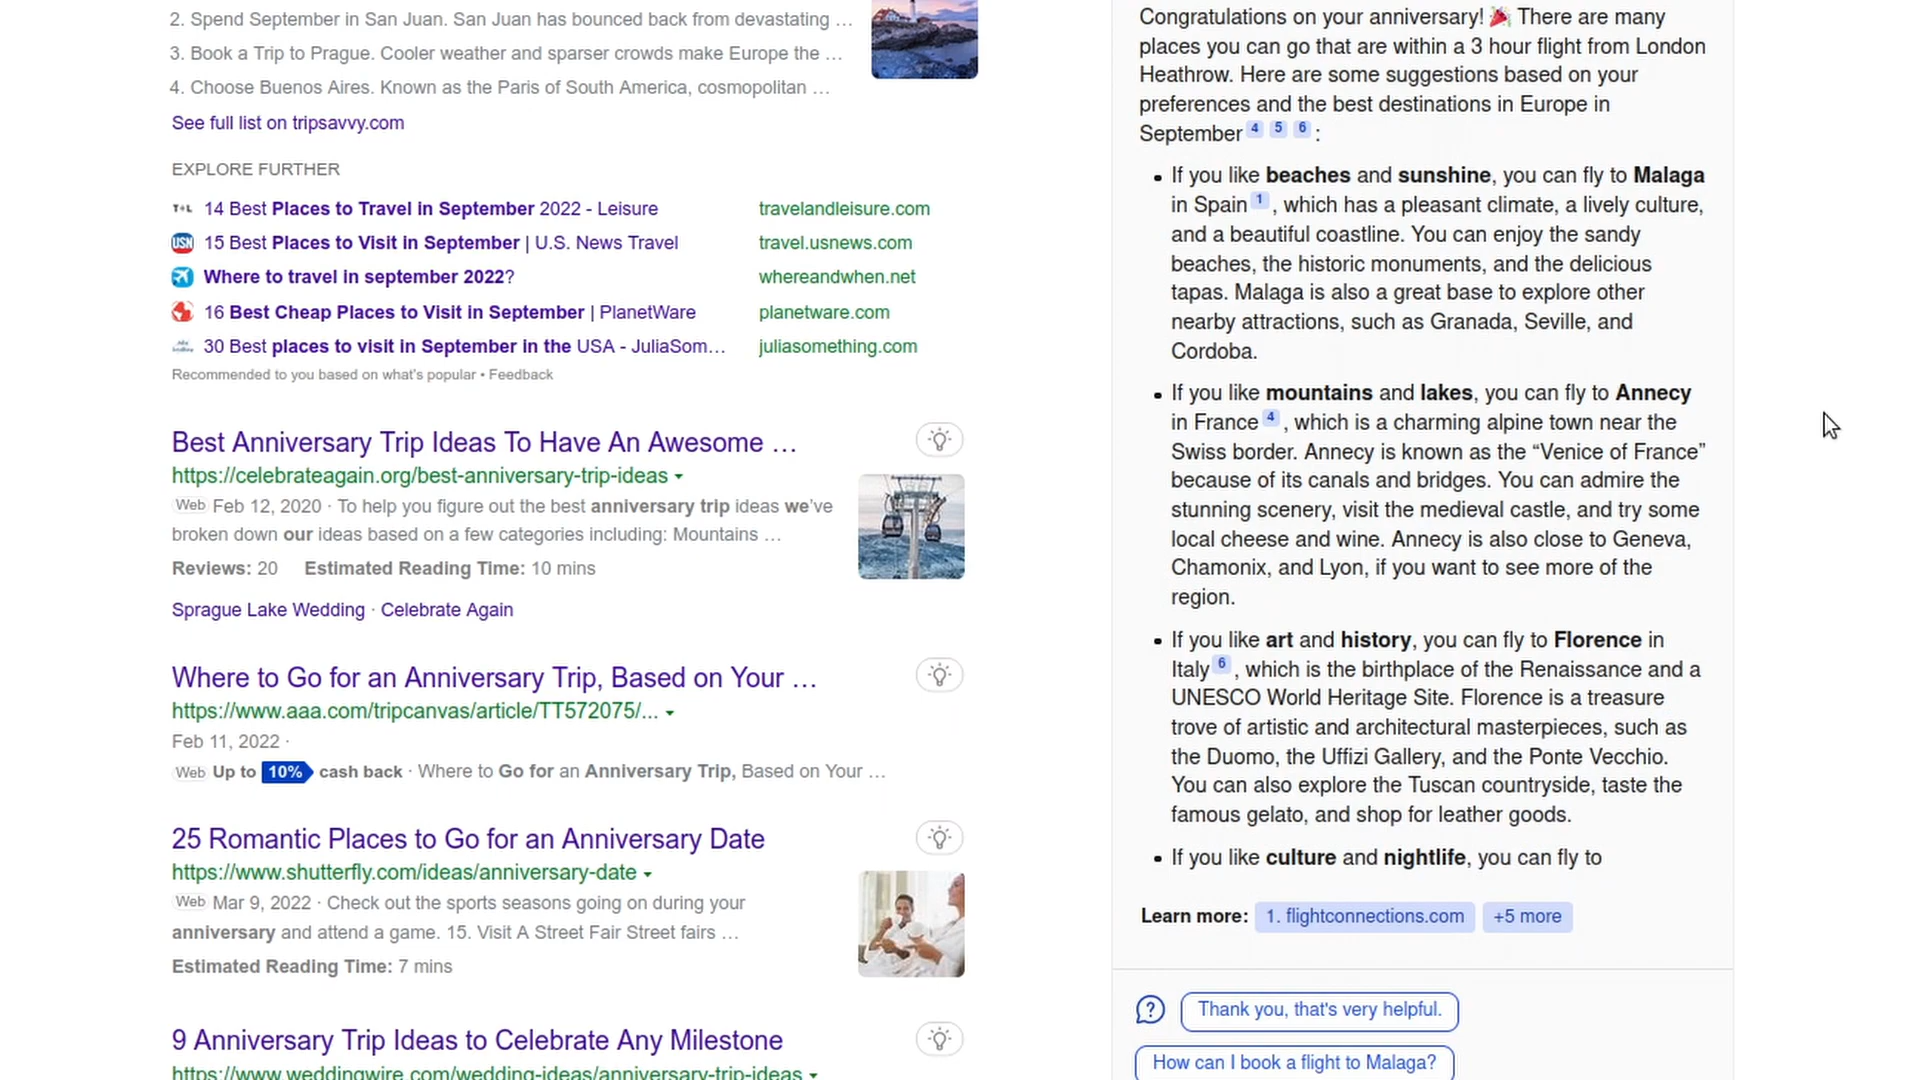 2. Spend September in San Juan. San Juan has bounced back from devastating …
3. Book a Trip to Prague. Cooler weather and sparser crowds make Europe the …
4. Choose Buenos Aires. Known as the Paris of South America, cosmopolitan …
See full list on tripsavvy.com
EXPLORE FURTHER
T+L 14 Best Places to Travel in September 2022 - Leisure travelandleisure.com
USN 15 Best Places to Visit in September | U.S. News Travel travel.usnews.com
Where to travel in september 2022? whereandwhen.net
16 Best Cheap Places to Visit in September | PlanetWare planetware.com
30 Best places to visit in September in the USA - JuliaSom… juliasomething.com
Recommended to you based on what's popular • Feedback
Best Anniversary Trip Ideas To Have An Awesome …
https://celebrateagain.org/best-anniversary-trip-ideas
Web Feb 12, 2020 · To help you figure out the best anniversary trip ideas we've
broken down our ideas based on a few categories including: Mountains …
Reviews: 20 Estimated Reading Time: 10 mins
Sprague Lake Wedding · Celebrate Again
Where to Go for an Anniversary Trip, Based on Your …
https://www.aaa.com/tripcanvas/article/TT572075/...
Feb 11, 2022 ·
Web Up to 10% cash back · Where to Go for an Anniversary Trip, Based on Your …
25 Romantic Places to Go for an Anniversary Date
https://www.shutterfly.com/ideas/anniversary-date
Web Mar 9, 2022 · Check out the sports seasons going on during your
anniversary and attend a game. 15. Visit A Street Fair Street fairs …
Estimated Reading Time: 7 mins
9 Anniversary Trip Ideas to Celebrate Any Milestone
https://www.weddingwire.com/wedding-ideas/anniversary-trip-ideas
Congratulations on your anniversary! 🎉 There are many
places you can go that are within a 3 hour flight from London
Heathrow. Here are some suggestions based on your
preferences and the best destinations in Europe in
September 4 5 6 :
• If you like beaches and sunshine, you can fly to Malaga
in Spain 1 , which has a pleasant climate, a lively culture,
and a beautiful coastline. You can enjoy the sandy
beaches, the historic monuments, and the delicious
tapas. Malaga is also a great base to explore other
nearby attractions, such as Granada, Seville, and
Cordoba.
• If you like mountains and lakes, you can fly to Annecy
in France 4 , which is a charming alpine town near the
Swiss border. Annecy is known as the “Venice of France”
because of its canals and bridges. You can admire the
stunning scenery, visit the medieval castle, and try some
local cheese and wine. Annecy is also close to Geneva,
Chamonix, and Lyon, if you want to see more of the
region.
• If you like art and history, you can fly to Florence in
Italy 6 , which is the birthplace of the Renaissance and a
UNESCO World Heritage Site. Florence is a treasure
trove of artistic and architectural masterpieces, such as
the Duomo, the Uffizi Gallery, and the Ponte Vecchio.
You can also explore the Tuscan countryside, taste the
famous gelato, and shop for leather goods.
• If you like culture and nightlife, you can fly to
Learn more: 1. flightconnections.com +5 more
Thank you, that's very helpful.
How can I book a flight to Malaga?